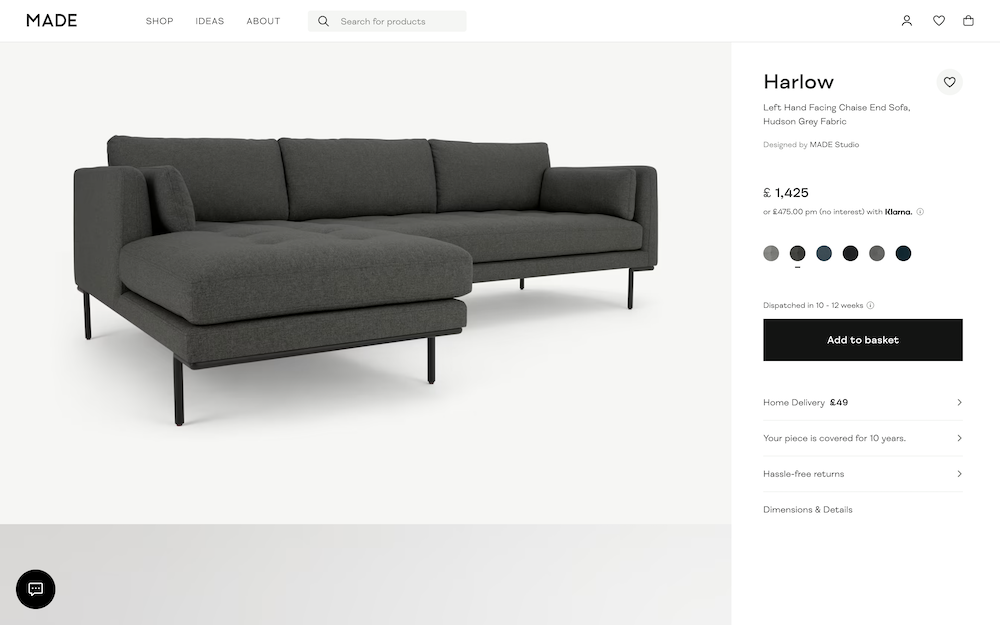 MADE
SHOP
IDEAS
ABOUT
Search for products
Harlow
Left Hand Facing Chaise End Sofa,
Hudson Grey Fabric
Designed by MADE Studio
£ 1,425
or £475.00 pm (no interest) with Klarna.
Dispatched in 10 - 12 weeks
Add to basket
Home Delivery £49
Your piece is covered for 10 years.
Hassle-free returns
Dimensions & Details